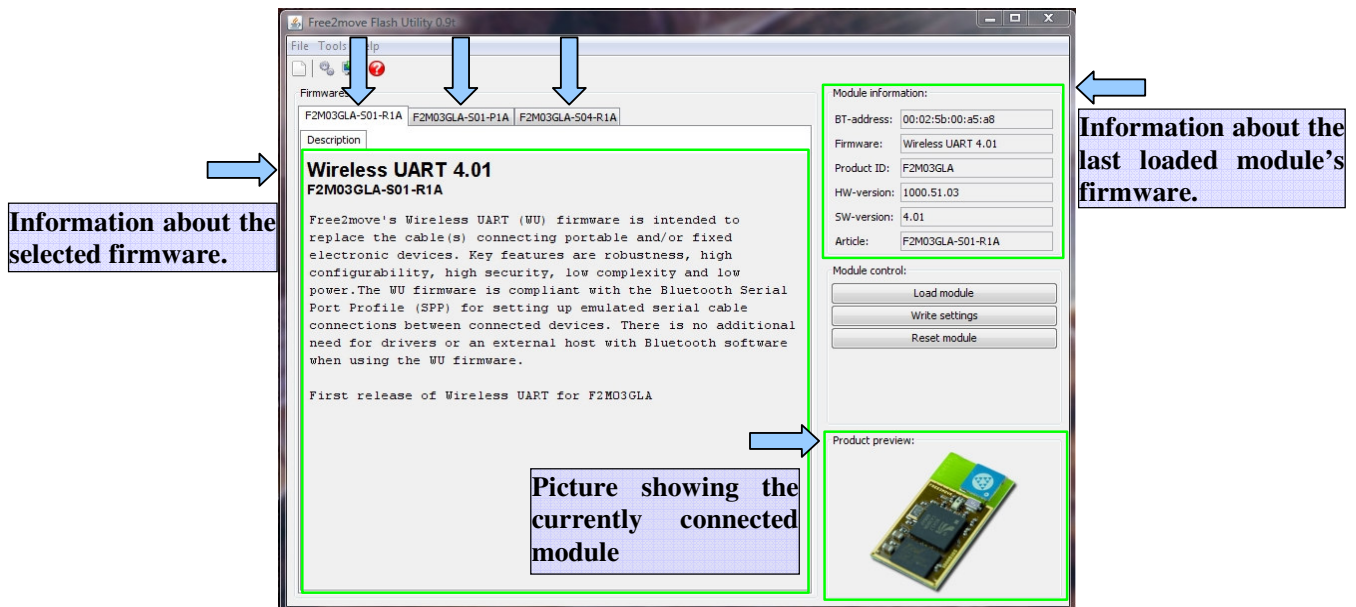 Free2move Flash Utility 0.9t
File Tools Help
Firmwares
F2M03GLA-S01-R1A F2M03GLA-S01-P1A F2M03GLA-S04-R1A
Description
Wireless UART 4.01
F2M03GLA-S01-R1A
Free2move's Wireless UART (WU) firmware is intended to
replace the cable(s) connecting portable and/or fixed
electronic devices. Key features are robustness, high
configurability, high security, low complexity and low
power.The WU firmware is compliant with the Bluetooth Serial
Port Profile (SPP) for setting up emulated serial cable
connections between connected devices. There is no additional
need for drivers or an external host with Bluetooth software
when using the WU firmware.
First release of Wireless UART for F2M03GLA
Information about the
selected firmware.
Module information:
BT-address: 00:02:5b:00:a5:a8
Firmware: Wireless UART 4.01
Product ID: F2M03GLA
HW-version: 1000.51.03
SW-version: 4.01
Article: F2M03GLA-S01-R1A
Information about the
last loaded module's
firmware.
Module control:
Load module
Write settings
Reset module
Product preview:
Picture showing the
currently connected
module